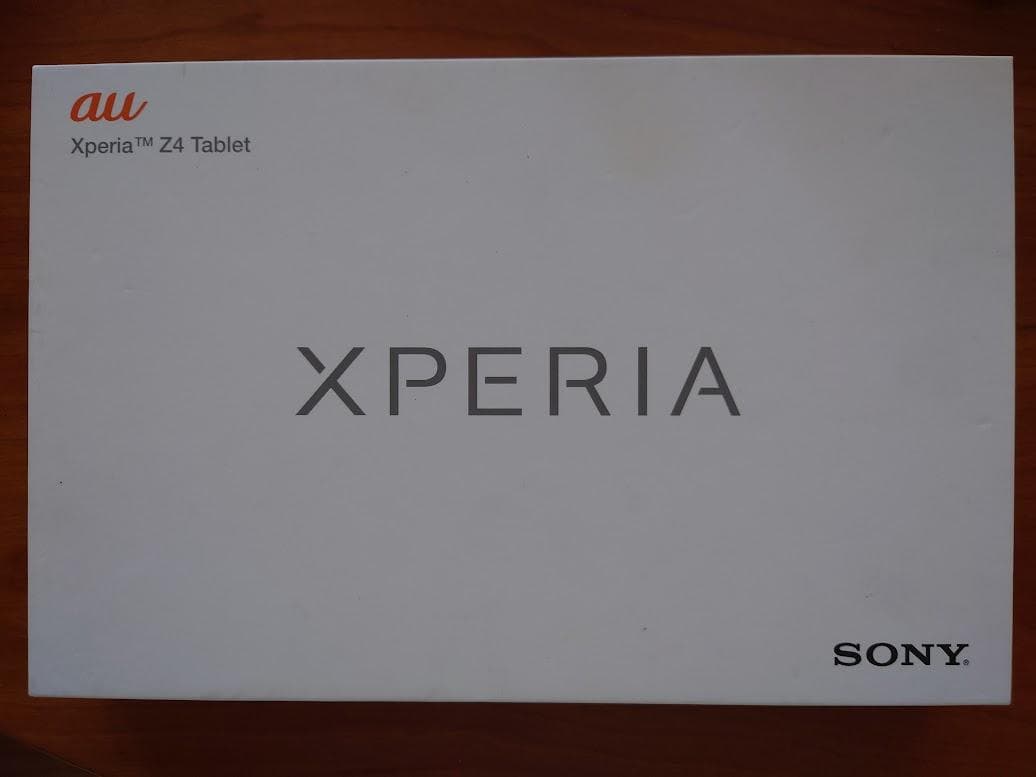 au
Xperia™ Z4 Tablet
XPERIA
SONY®